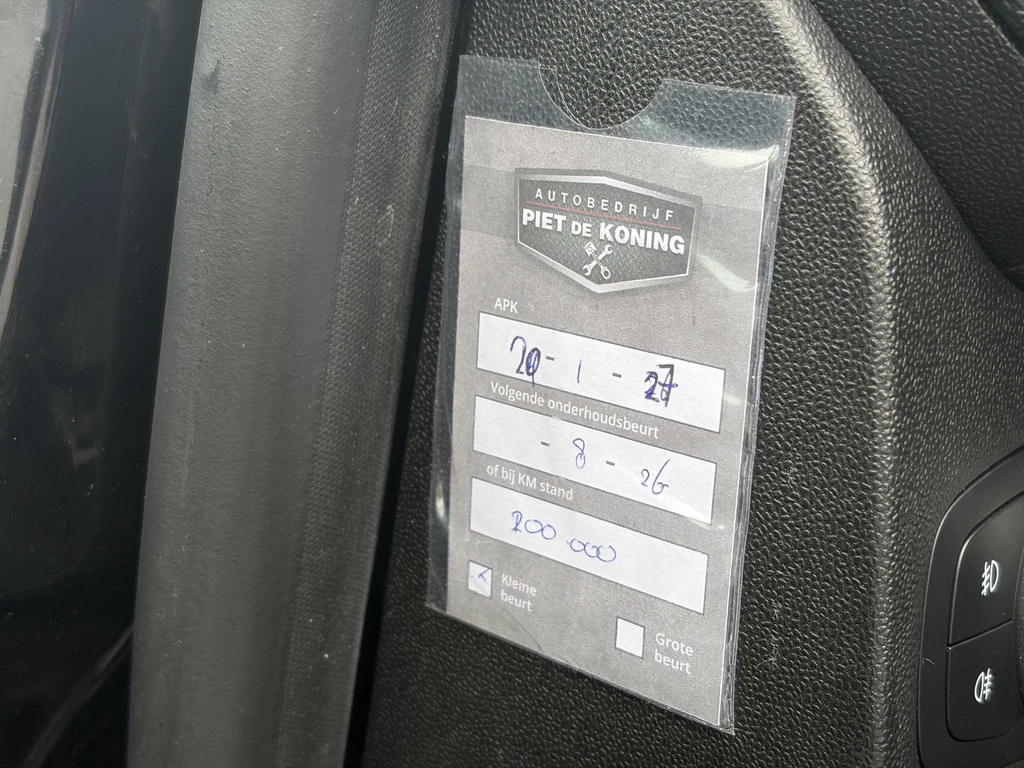 AUTOBEDRIJF
PIET DE KONING
APK
- 1 - 27
Volgende onderhoudsbeurt
- 8 - 26
of bij KM stand
200.000
Kleine
beurt
Grote
beurt